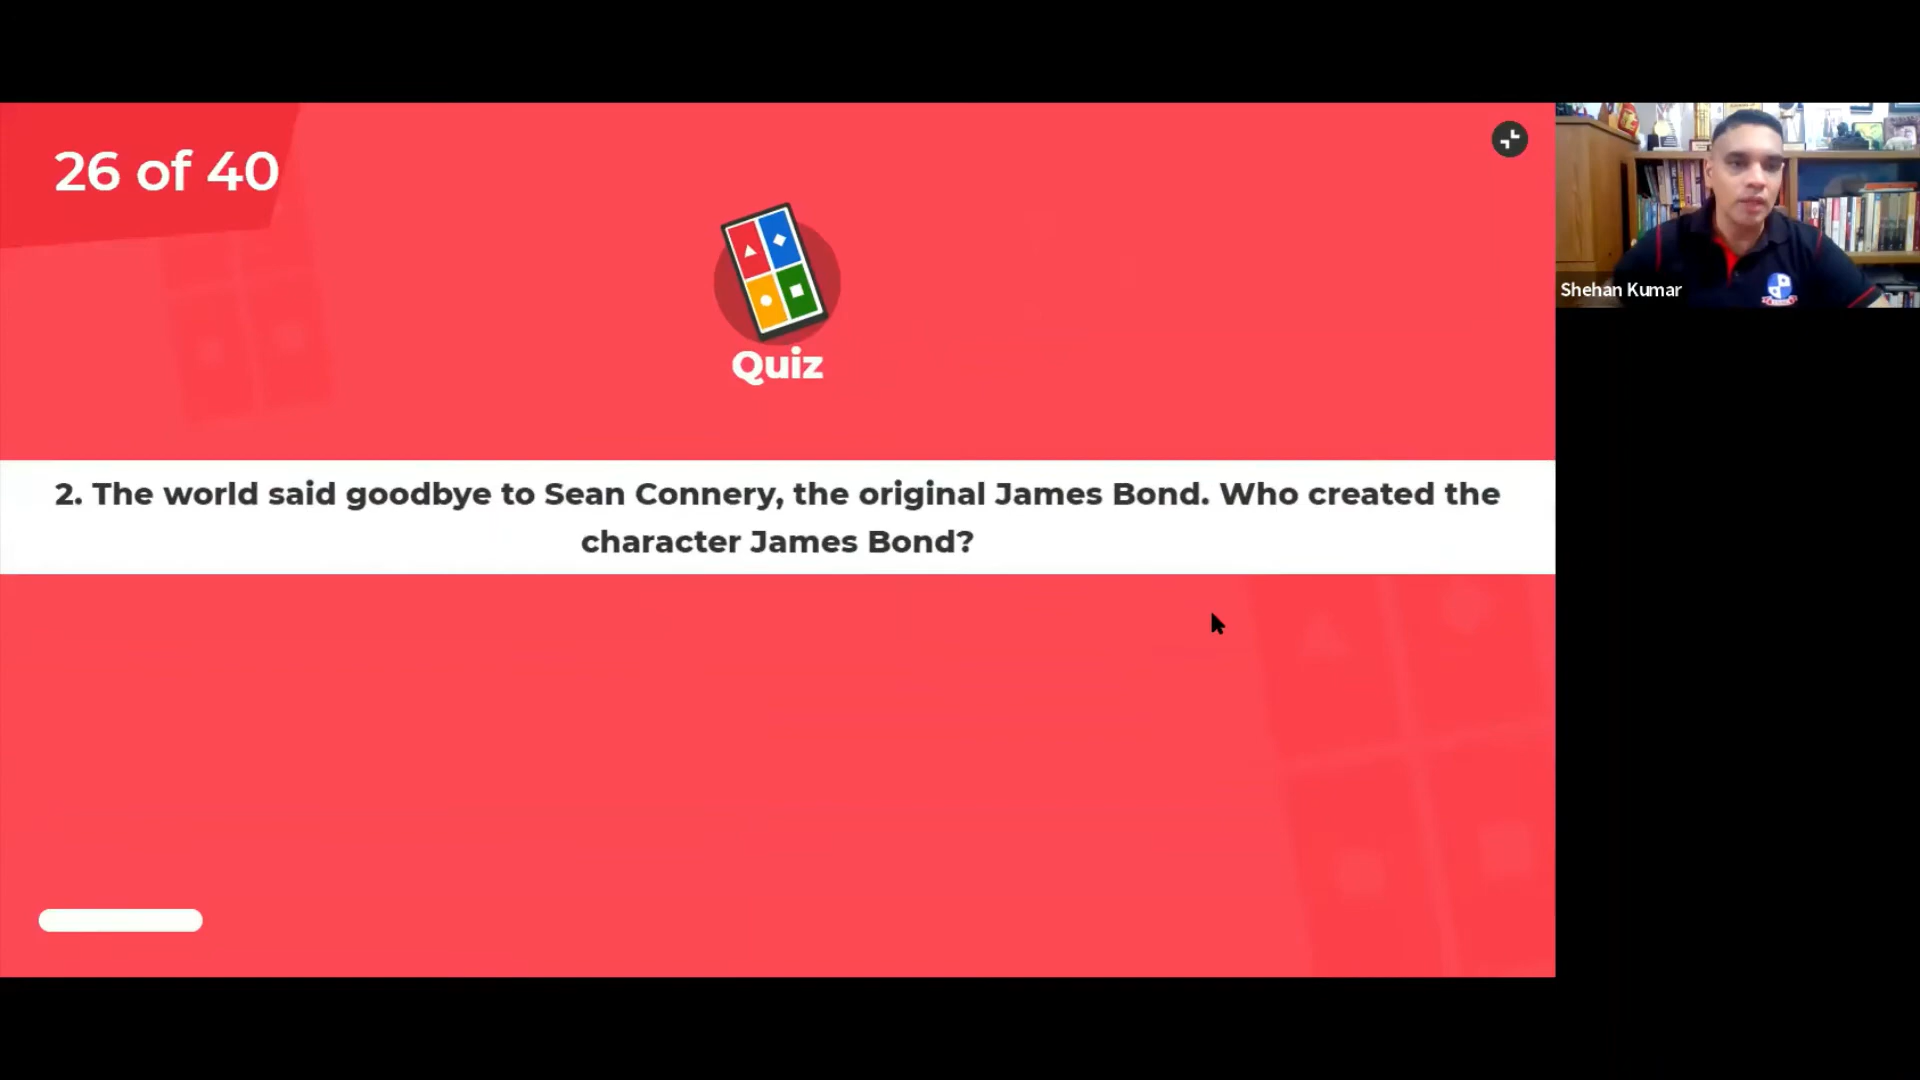 26 of 40
Quiz
2. The world said goodbye to Sean Connery, the original James Bond. Who created the
character James Bond?
Shehan Kumar